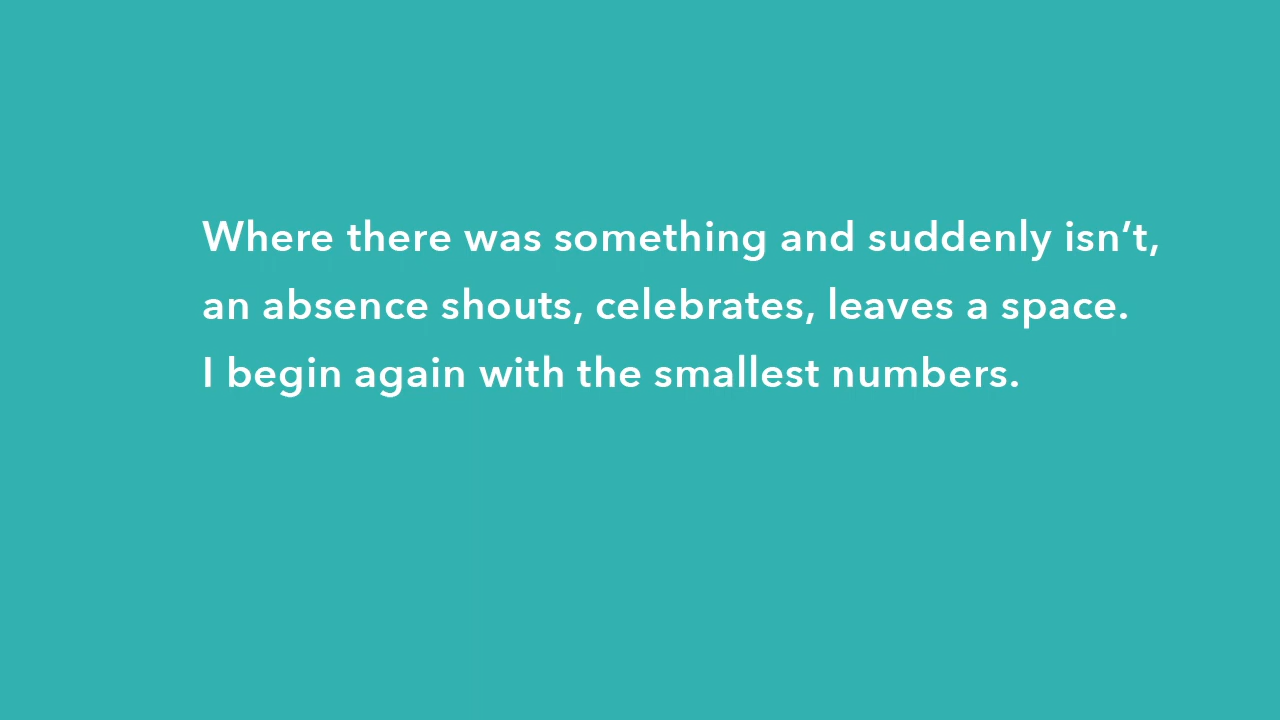 Where there was something and suddenly isn’t,
an absence shouts, celebrates, leaves a space.
I begin again with the smallest numbers.